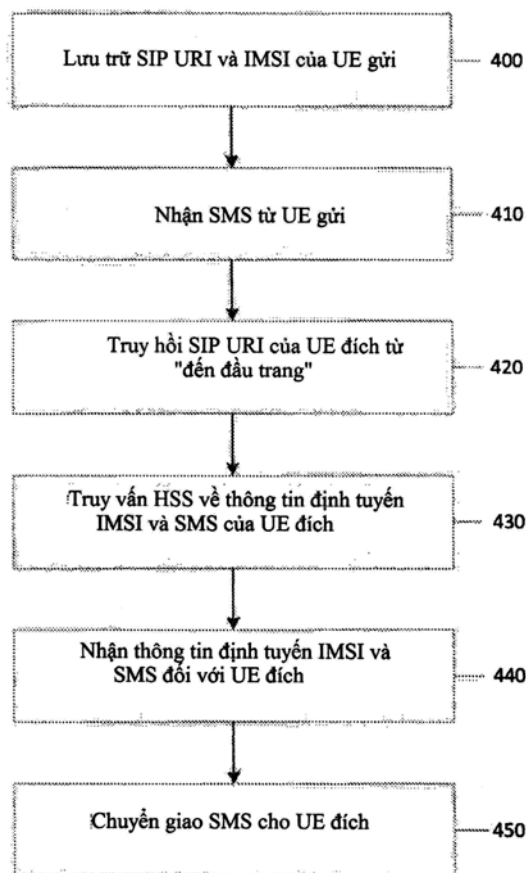 Lưu trữ SIP URI và IMSI của UE gửi
400
Nhận SMS từ UE gửi
410
Truy hồi SIP URI của UE đích từ
"đến đầu trang"
420
Truy vấn HSS về thông tin định tuyến
IMSI và SMS của UE đích
430
Nhận thông tin định tuyến IMSI và
SMS đối với UE đích
440
Chuyển giao SMS cho UE đích
450